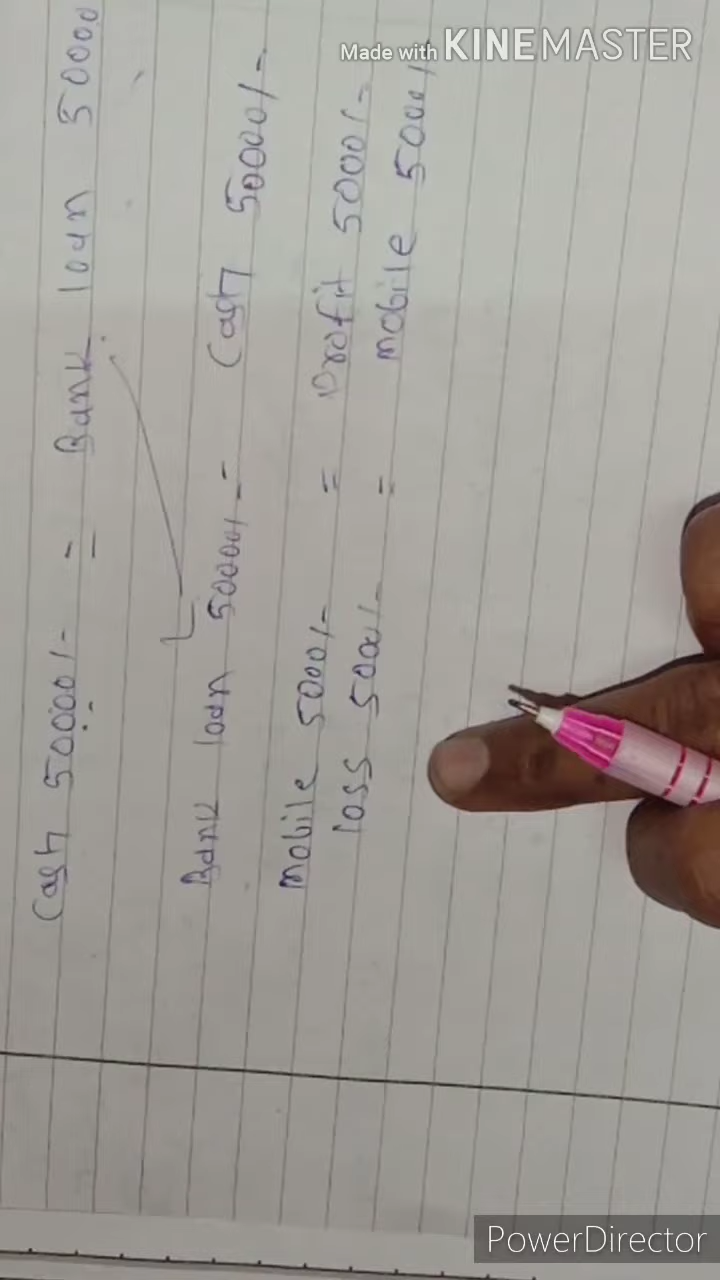 Made with KINEMASTER
Cash 50000/- = Bank loan 50000
Bank loan 50000/- = Cash 50000/-
Mobile 5000/- = Profit 5000/-
loss 5000/- = mobile 5000/-
PowerDirector